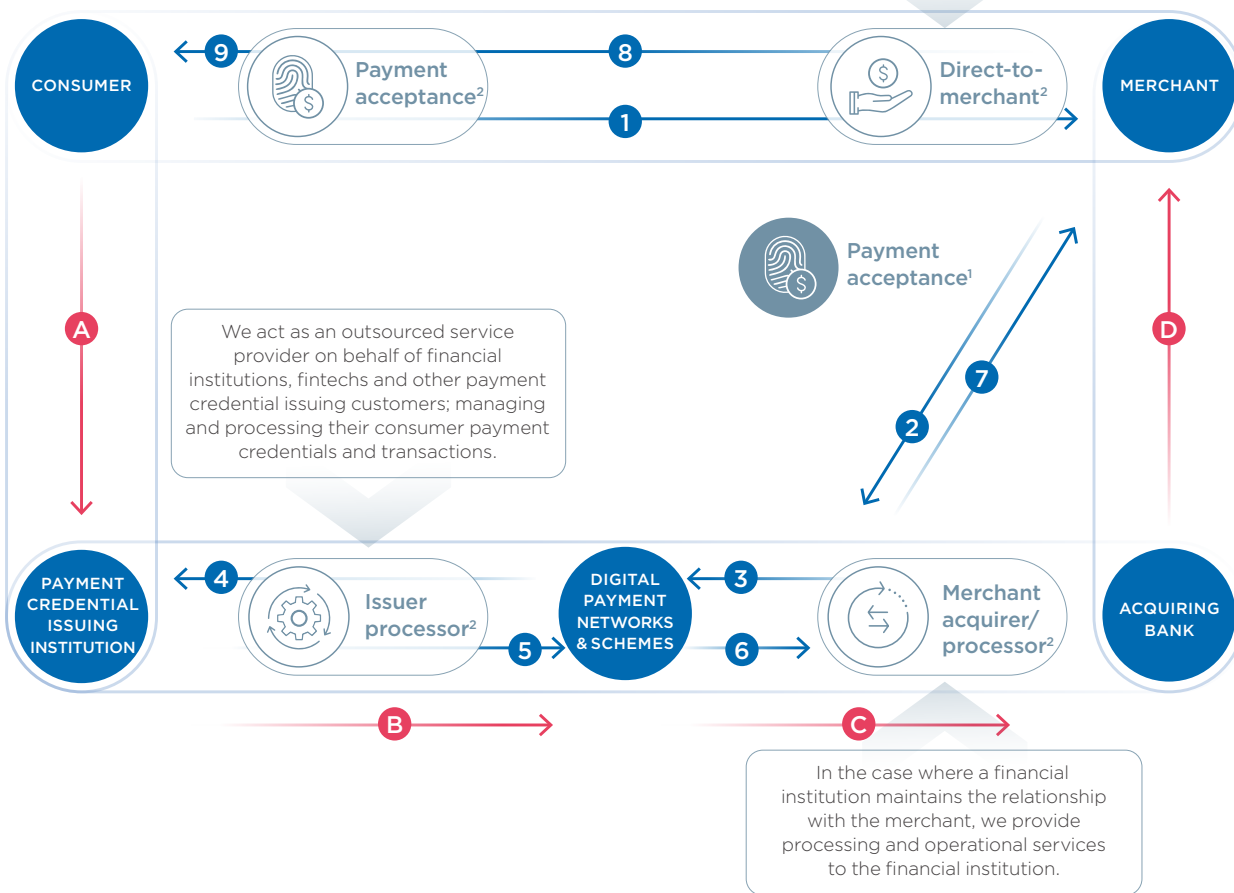 CONSUMER
9
Payment
acceptance²
8
1
Direct-to-
merchant²
MERCHANT
$
$
A
Payment
acceptance¹
$
D
We act as an outsourced service
provider on behalf of financial
institutions, fintechs and other payment
credential issuing customers; managing
and processing their consumer payment
credentials and transactions.
7
2
PAYMENT
CREDENTIAL
ISSUING
INSTITUTION
4
Issuer
processor²
5
DIGITAL
PAYMENT
NETWORKS
& SCHEMES
3
6
Merchant
acquirer/
processor²
ACQUIRING
BANK
B
C
In the case where a financial
institution maintains the relationship
with the merchant, we provide
processing and operational services
to the financial institution.